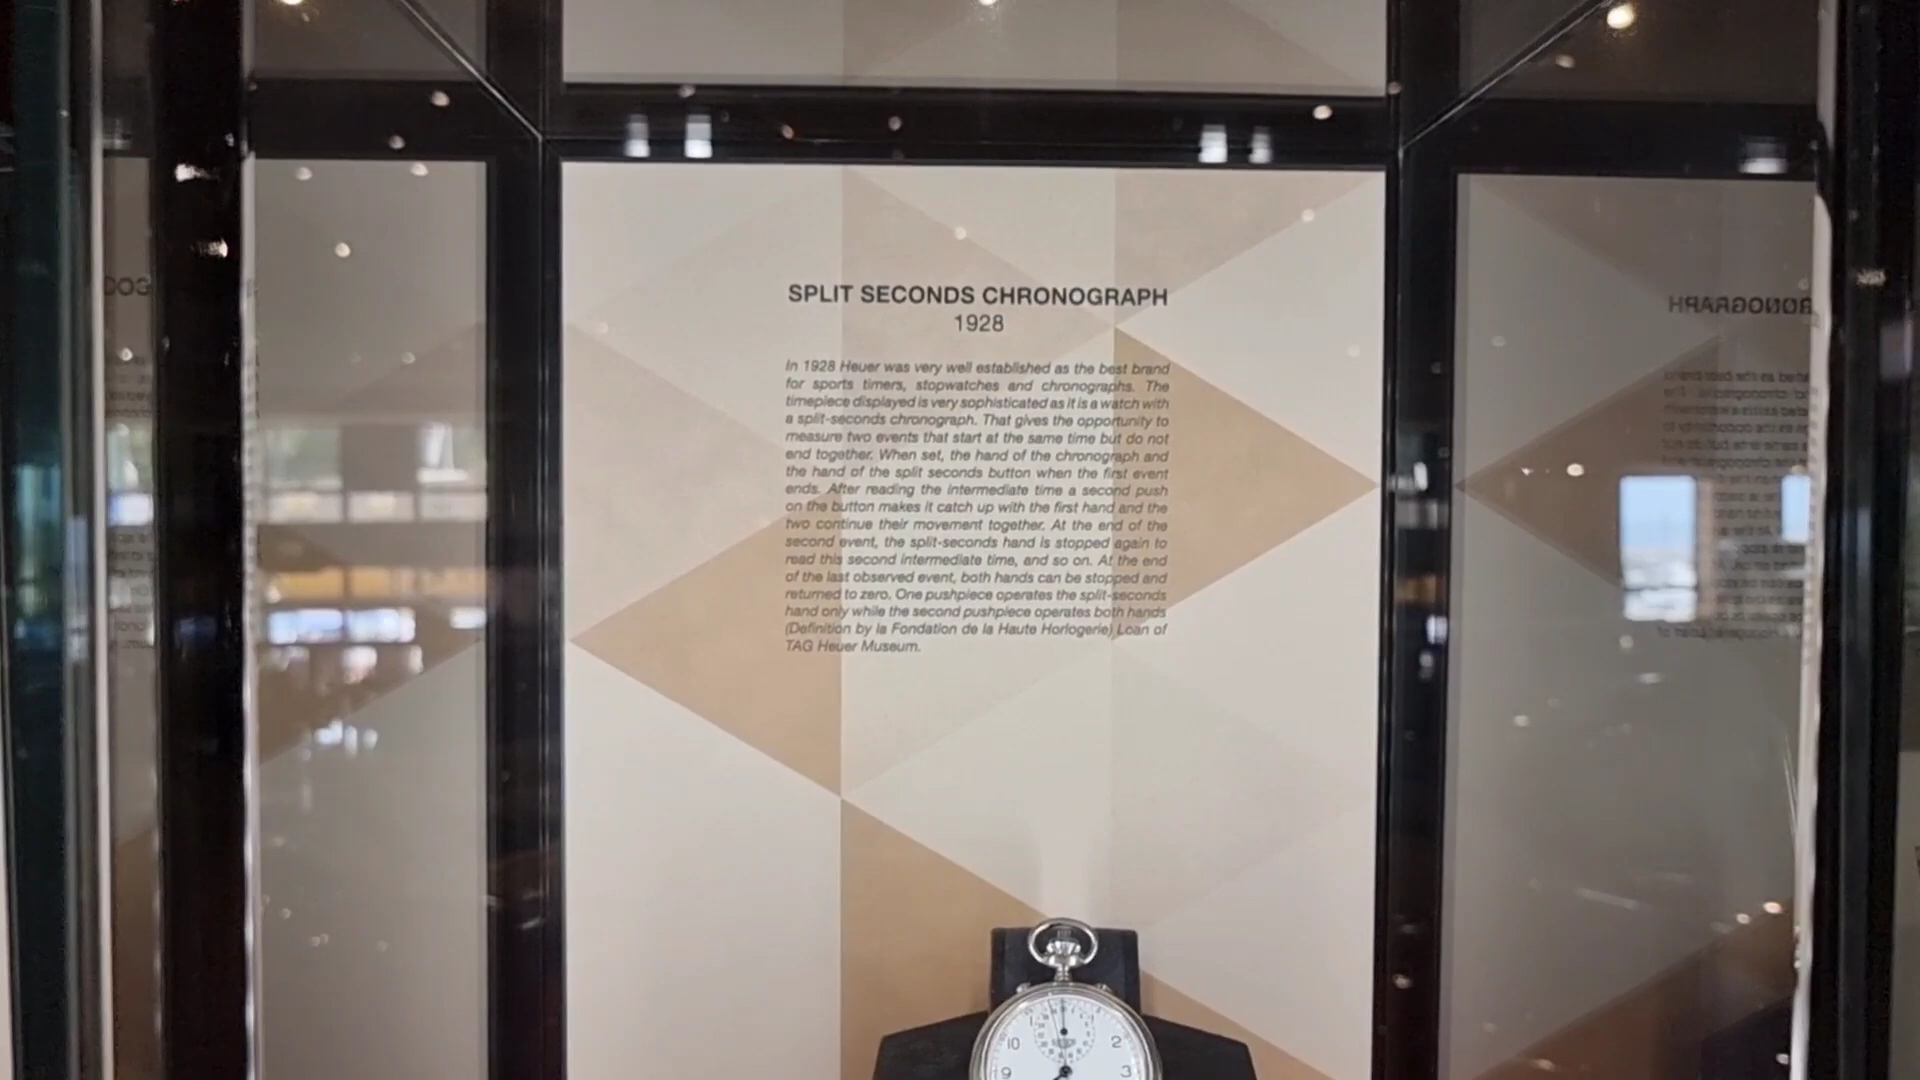 SPLIT SECONDS CHRONOGRAPH
1928
In 1928 Heuer was very well established as the best brand
for sports timers, stopwatches and chronographs. The
timepiece displayed is very sophisticated as it is a watch with
a split-seconds chronograph. That gives the opportunity to
measure two events that start at the same time but do not
end together. When set, the hand of the chronograph and
the hand of the split seconds button when the first event
ends. After reading the intermediate time a second push
on the button makes it catch up with the first hand and the
two continue their movement together. At the end of the
second event, the split-seconds hand is stopped again to
read this second intermediate time, and so on. At the end
of the last observed event, both hands can be stopped and
returned to zero. One pushpiece operates the split-seconds
hand only while the second pushpiece operates both hands
(Definition by la Fondation de la Haute Horlogerie) Loan of
TAG Heuer Museum.
10 2
9 3